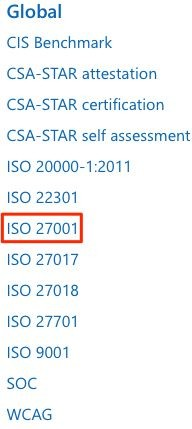 Global
CIS Benchmark
CSA-STAR attestation
CSA-STAR certification
CSA-STAR self assessment
ISO 20000-1:2011
ISO 22301
ISO 27001
ISO 27017
ISO 27018
ISO 27701
ISO 9001
SOC
WCAG